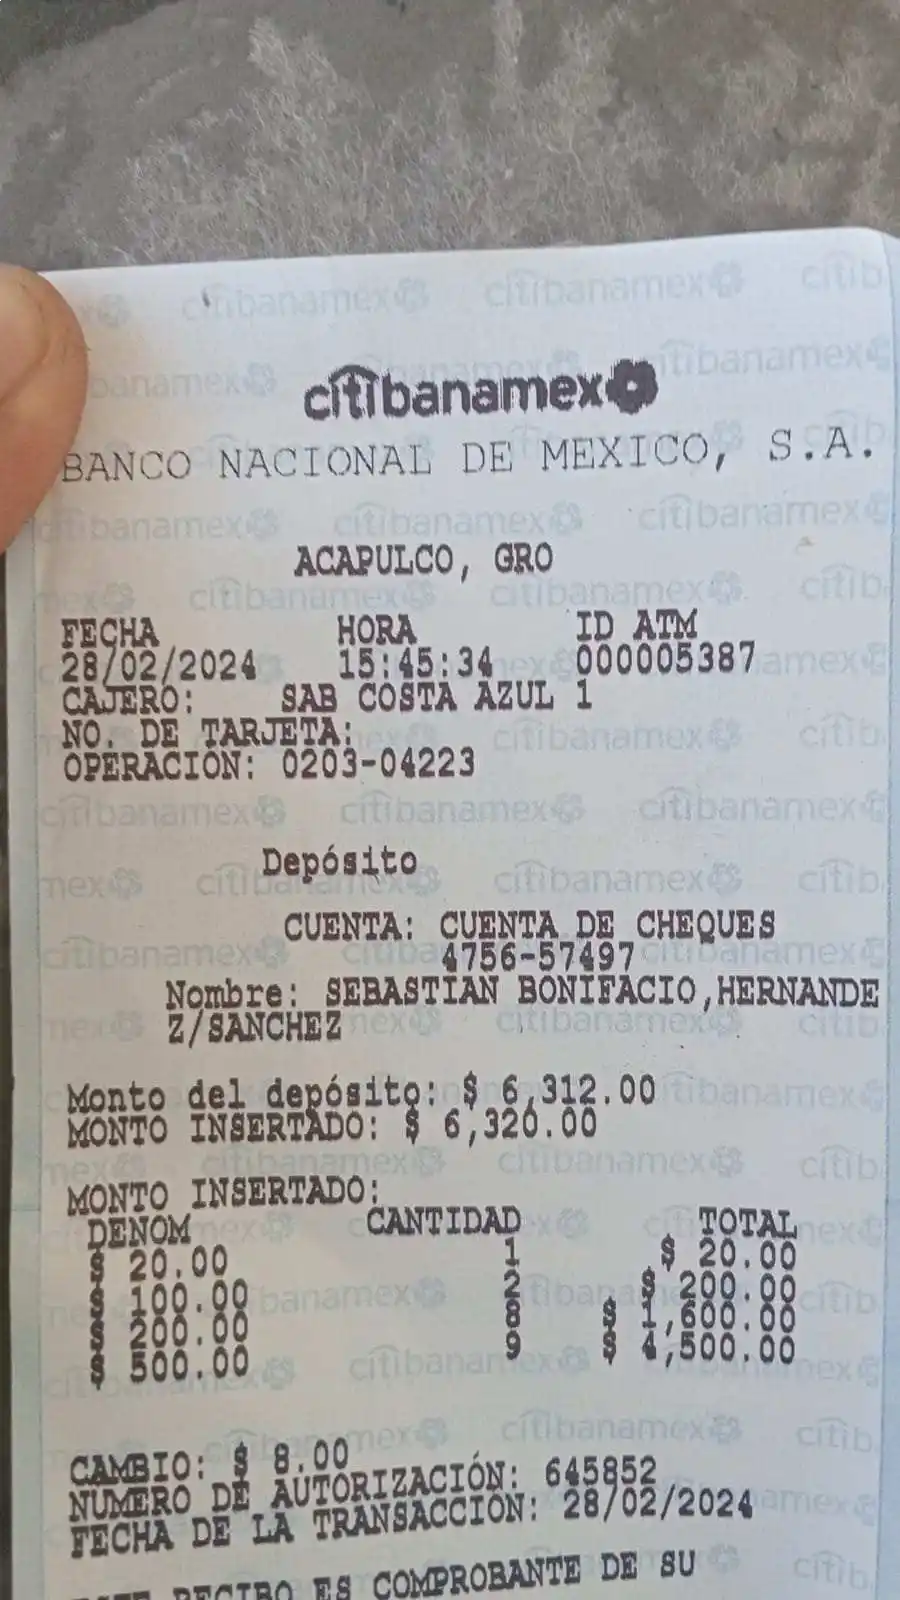 citibanamex
BANCO NACIONAL DE MEXICO, S.A.
ACAPULCO, GRO
FECHA HORA ID ATM
28/02/2024 15:45:34 000005387
CAJERO: SAB COSTA AZUL 1
NO. DE TARJETA:
OPERACIÓN: 0203-04223
Depósito
CUENTA: CUENTA DE CHEQUES
4756-57497
Nombre: SEBASTIAN BONIFACIO,HERNANDE
Z/SANCHEZ
Monto del depósito: $ 6,312.00
MONTO INSERTADO: $ 6,320.00
MONTO INSERTADO:
DENOM CANTIDAD TOTAL
$ 20.00 1 $ 20.00
$ 100.00 2 $ 200.00
$ 200.00 8 $ 1,600.00
$ 500.00 9 $ 4,500.00
CAMBIO: $ 8.00
NÚMERO DE AUTORIZACIÓN: 645852
FECHA DE LA TRANSACCIÓN: 28/02/2024
RECIBO ES COMPROBANTE DE SU